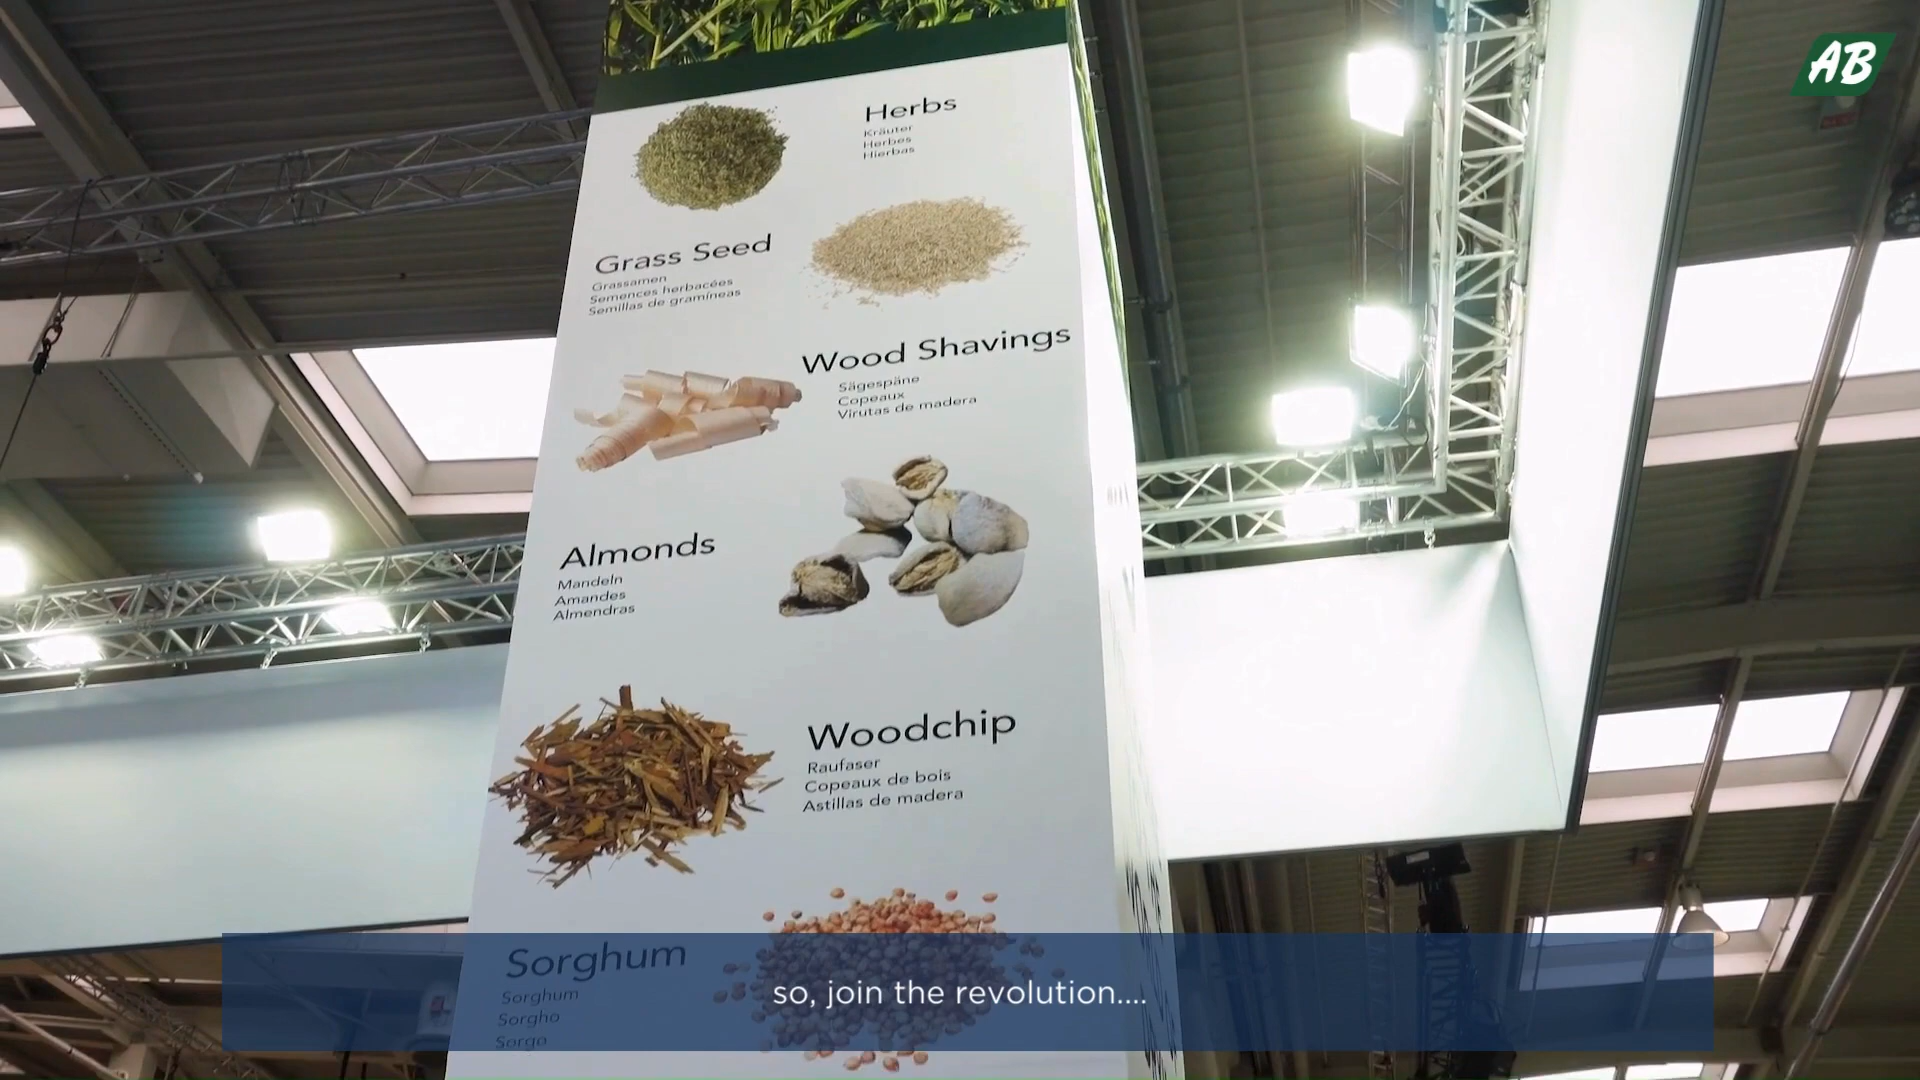 AB
Herbs
Kräuter
Herbes
Hierbas
Grass Seed
Grassamen
Semences herbacées
Semillas de gramíneas
Wood Shavings
Sägespäne
Copeaux
Virutas de madera
Almonds
Mandeln
Amandes
Almendras
Woodchip
Raufaser
Copeaux de bois
Astillas de madera
Sorghum
Sorghum
Sorgho
Sorgo
so, join the revolution....